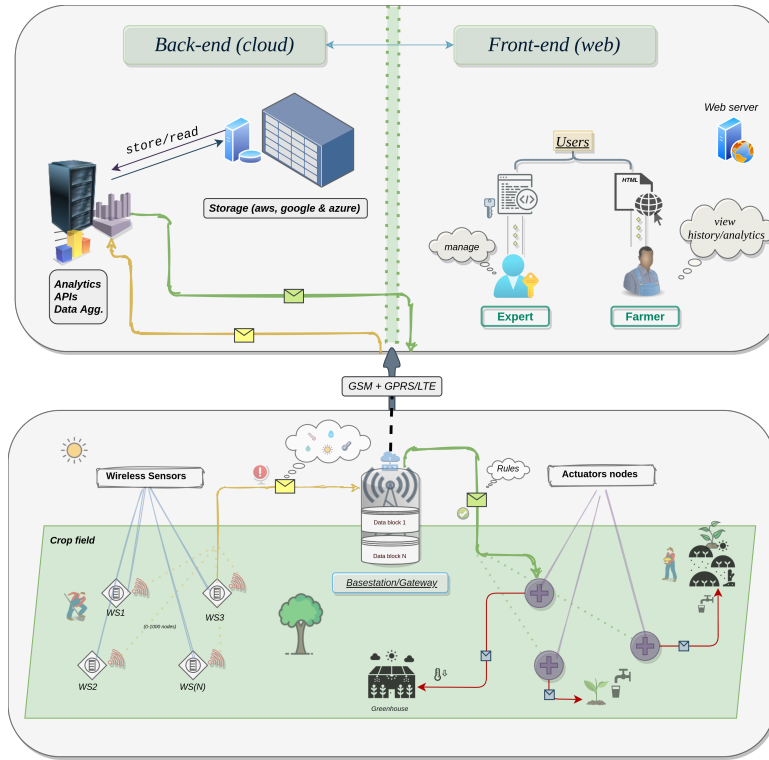 Back-end (cloud)
Front-end (web)
Web server
store/read
Users
HTML
Storage (aws, google & azure)
view
history/analytics
manage
Analytics
APIs
Data Agg.
Expert
Farmer
GSM + GPRS/LTE
Wireless Sensors
Rules
Actuators nodes
Data block 1
Crop field
Data block N
Basestation/Gateway
WS1
WS3
(0-1000 nodes)
WS2
WS(N)
Greenhouse